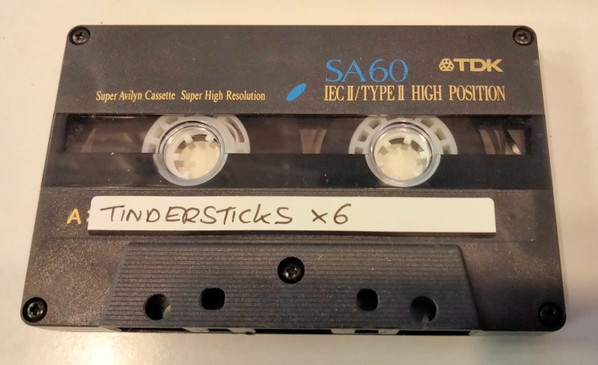 SA60 TDK
Super Avilyn Cassette Super High Resolution IEC II/TYPE II HIGH POSITION
A: TINDERSTICKS x6